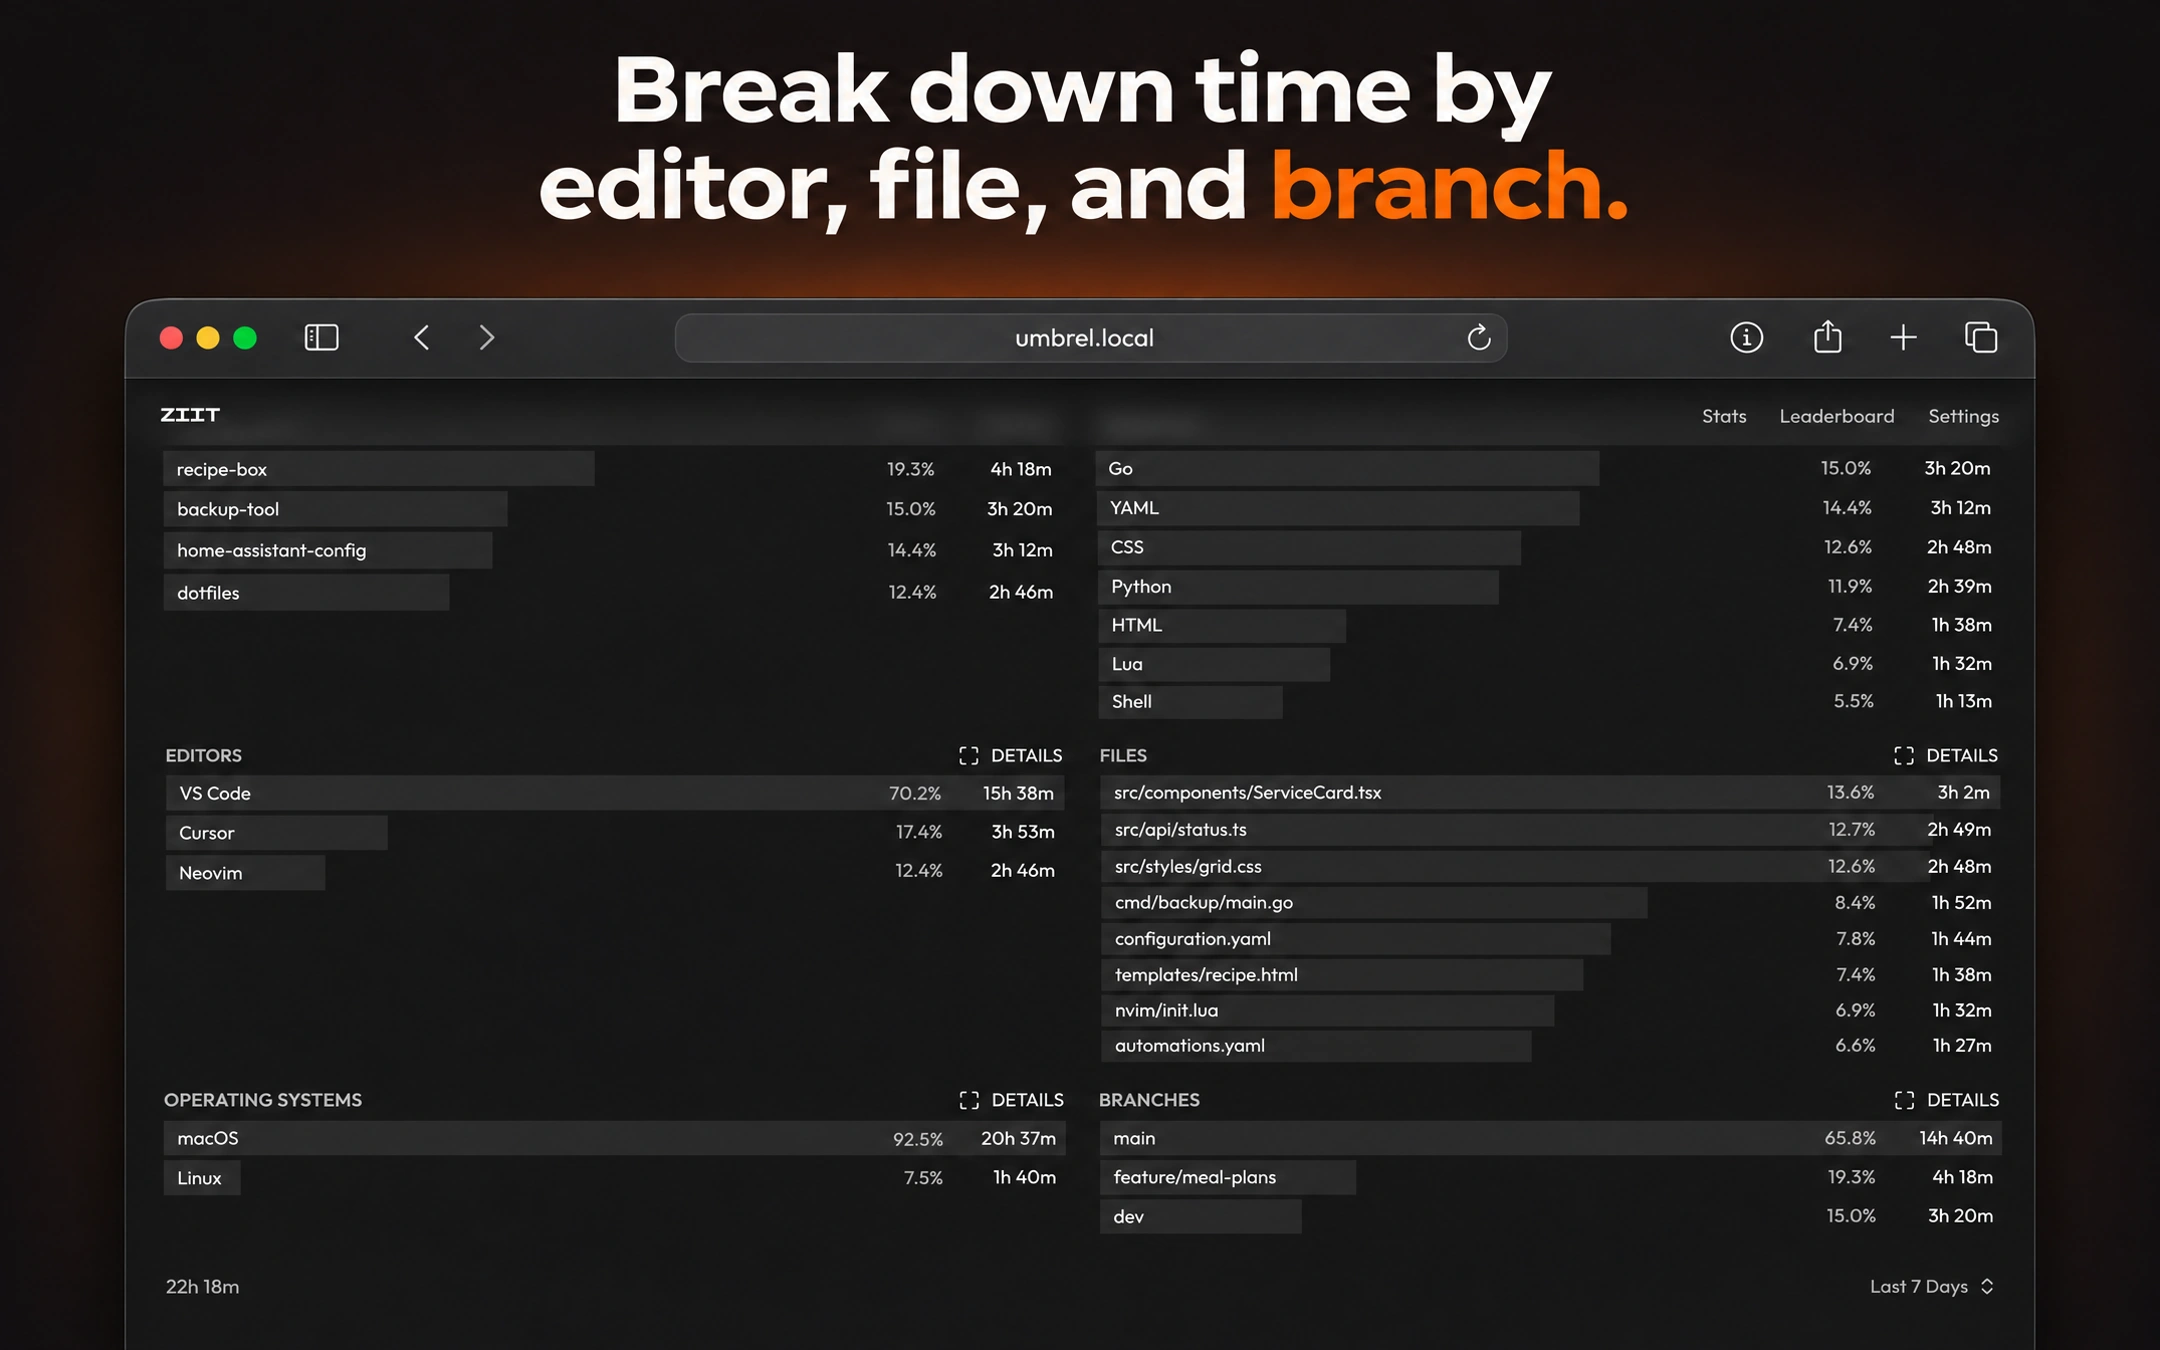 Break down time by
editor, file, and branch.
umbrel.local
ZIIT
Stats Leaderboard Settings
recipe-box 19.3% 4h 18m
backup-tool 15.0% 3h 20m
home-assistant-config 14.4% 3h 12m
dotfiles 12.4% 2h 46m
Go 15.0% 3h 20m
YAML 14.4% 3h 12m
CSS 12.6% 2h 48m
Python 11.9% 2h 39m
HTML 7.4% 1h 38m
Lua 6.9% 1h 32m
Shell 5.5% 1h 13m
EDITORS DETAILS
VS Code 70.2% 15h 38m
Cursor 17.4% 3h 53m
Neovim 12.4% 2h 46m
FILES DETAILS
src/components/ServiceCard.tsx 13.6% 3h 2m
src/api/status.ts 12.7% 2h 49m
src/styles/grid.css 12.6% 2h 48m
cmd/backup/main.go 8.4% 1h 52m
configuration.yaml 7.8% 1h 44m
templates/recipe.html 7.4% 1h 38m
nvim/init.lua 6.9% 1h 32m
automations.yaml 6.6% 1h 27m
OPERATING SYSTEMS DETAILS
macOS 92.5% 20h 37m
Linux 7.5% 1h 40m
BRANCHES DETAILS
main 65.8% 14h 40m
feature/meal-plans 19.3% 4h 18m
dev 15.0% 3h 20m
22h 18m
Last 7 Days